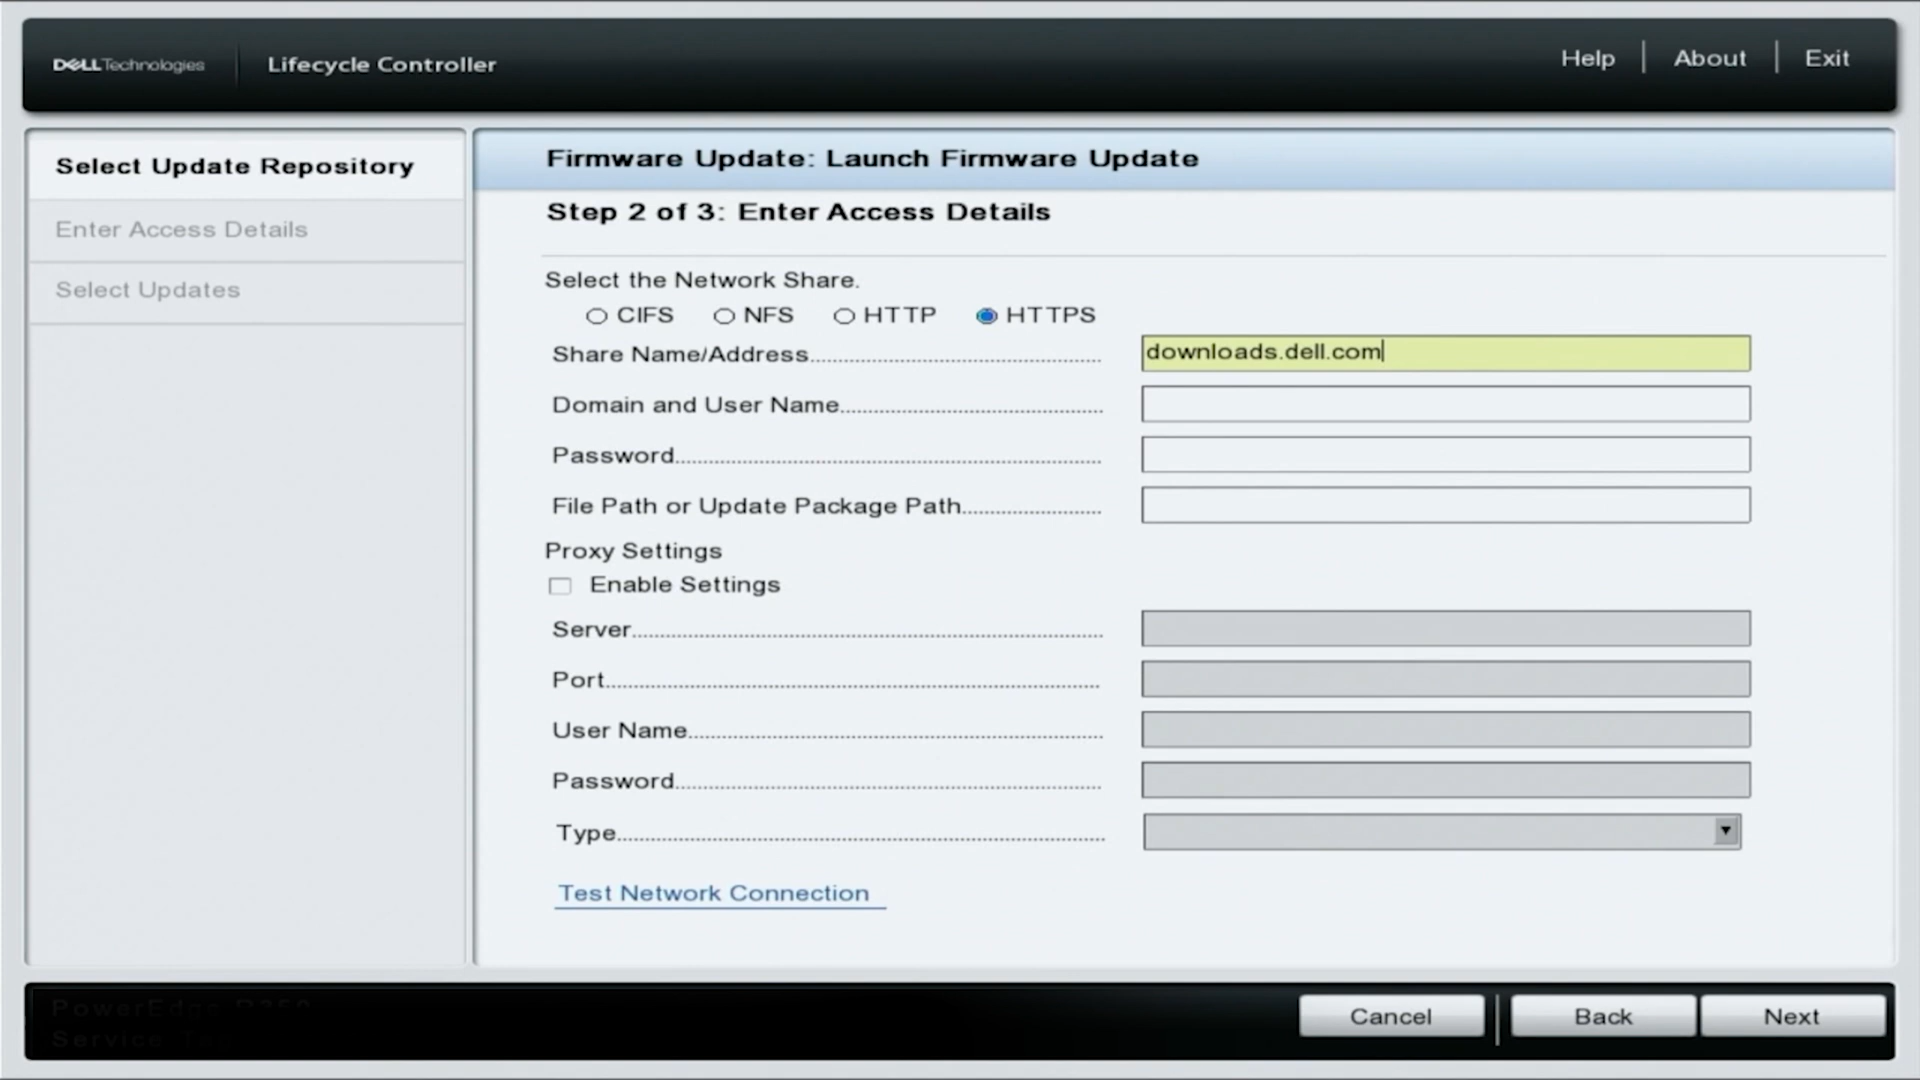 DELL Technologies Lifecycle Controller Help About Exit
Select Update Repository
Enter Access Details
Select Updates
Firmware Update: Launch Firmware Update
Step 2 of 3: Enter Access Details
Select the Network Share.
CIFS NFS HTTP HTTPS
Share Name/Address downloads.dell.com
Domain and User Name
Password
File Path or Update Package Path
Proxy Settings
Enable Settings
Server
Port
User Name
Password
Type
Test Network Connection
PowerEdge
Service
Cancel Back Next